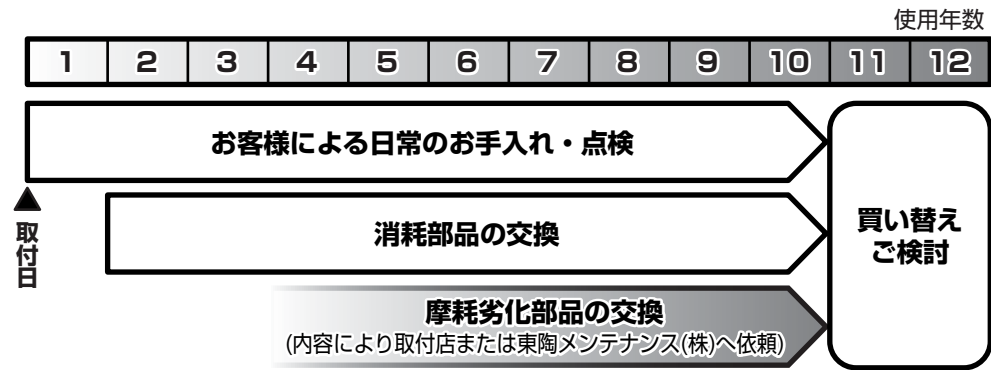 使用年数
1 2 3 4 5 6 7 8 9 10 11 12
お客様による日常のお手入れ・点検
取付日
消耗部品の交換
買い替え
ご検討
摩耗劣化部品の交換
(内容により取付店または東陶メンテナンス(株)へ依頼)